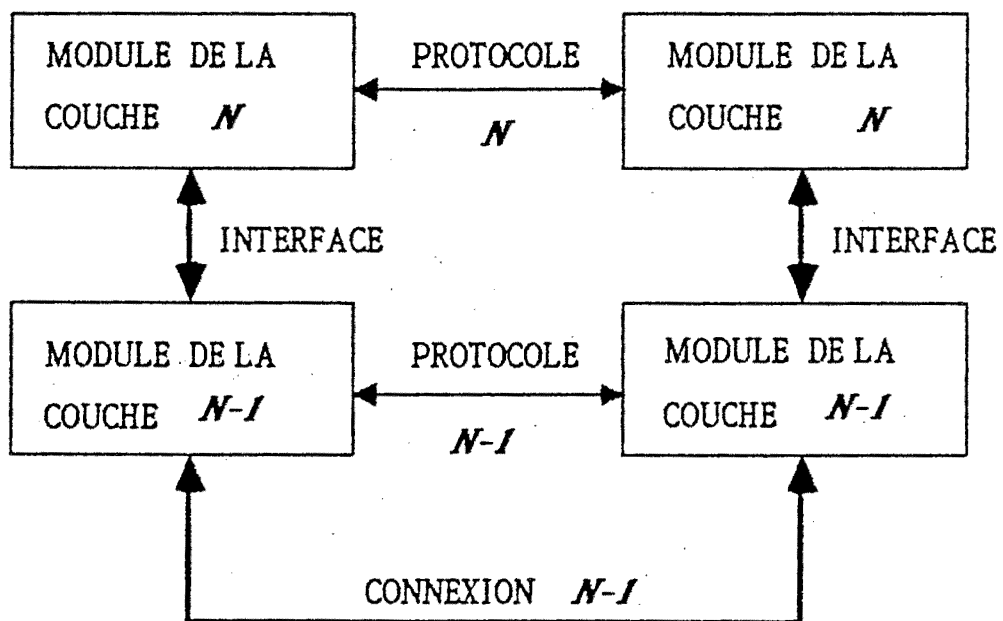 MODULE DE LA
COUCHE N
PROTOCOLE
N
MODULE DE LA
COUCHE N
INTERFACE
INTERFACE
MODULE DE LA
COUCHE N-1
PROTOCOLE
N-1
MODULE DE LA
COUCHE N-1
CONNEXION N-1